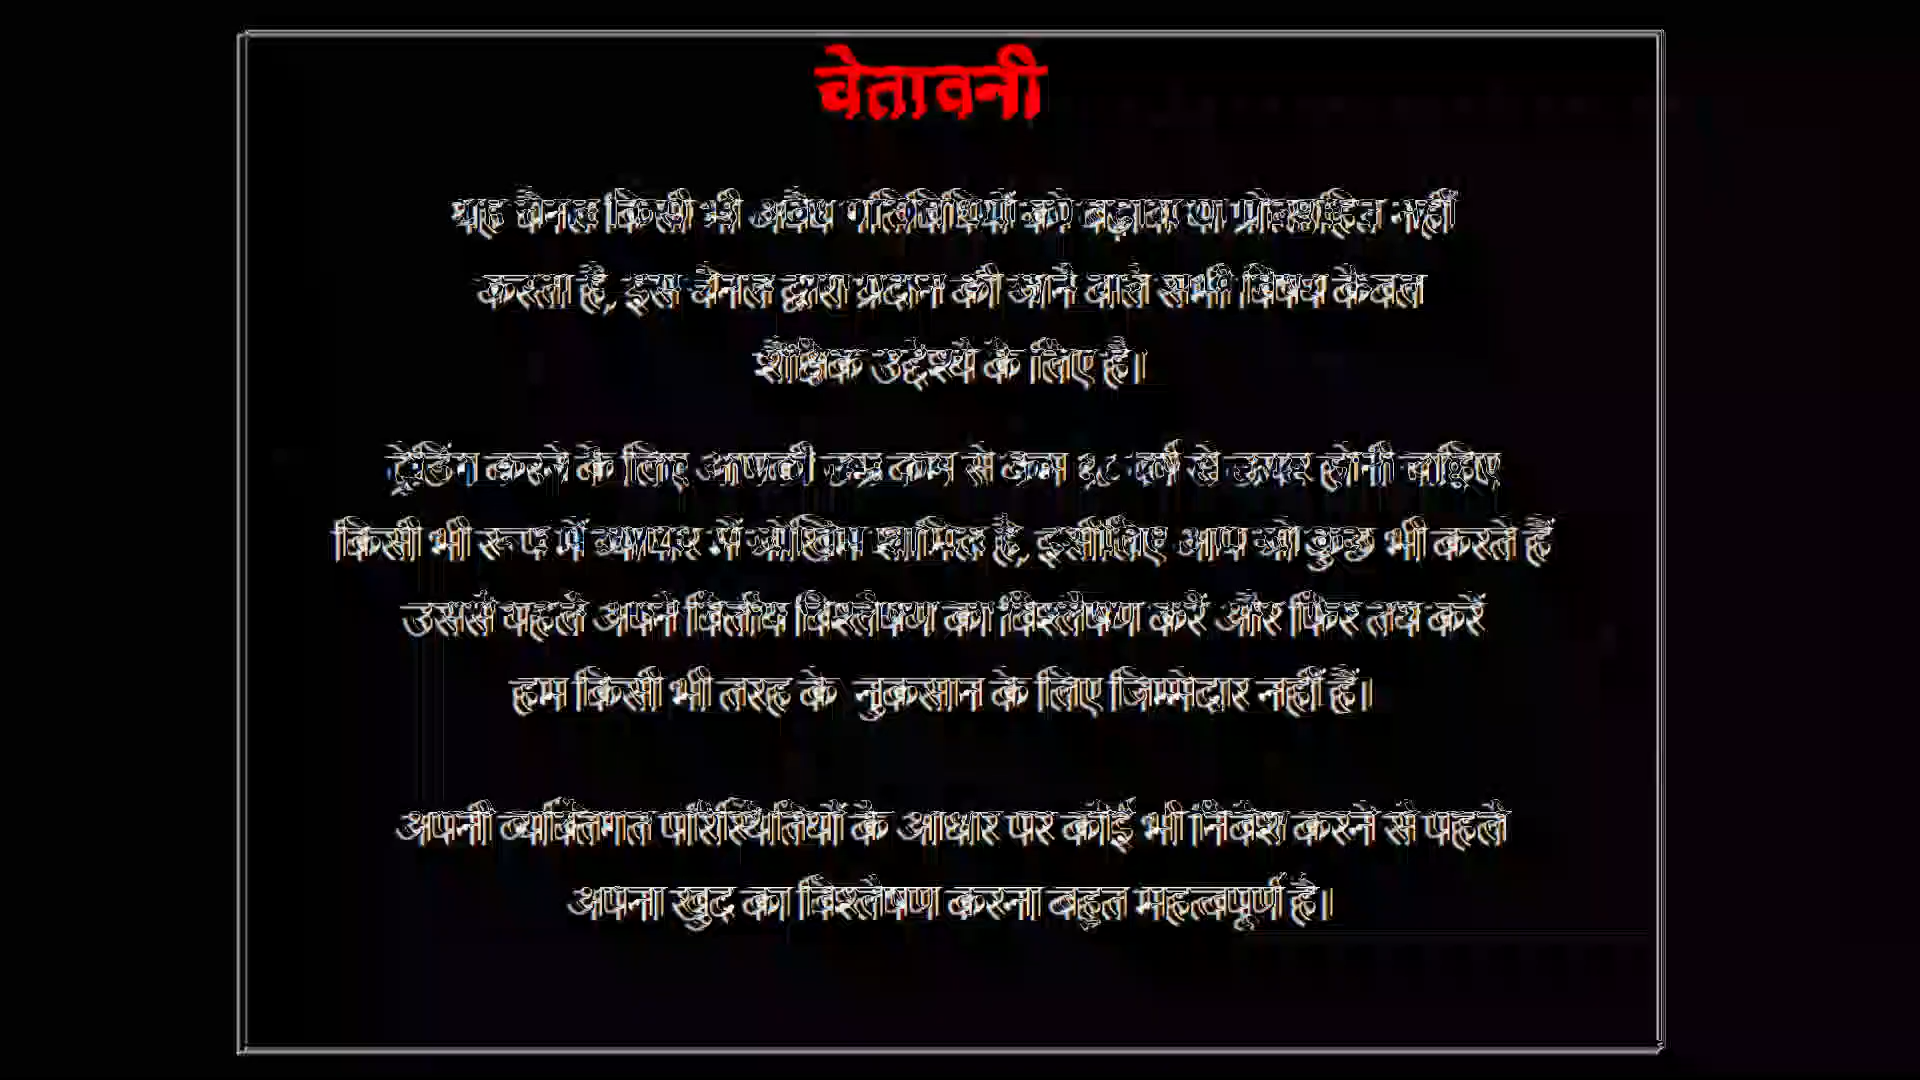 चेतावनी
यह चैनल किसी भी अवैध गतिविधियों को बढ़ावा या प्रोत्साहित नहीं
करता है, इस चैनल द्वारा प्रदान की जाने वाले सभी विषय केवल
शैक्षिक उद्देश्य के लिए है।
ट्रेडिंग करने के लिए आपकी उम्र कम से कम १८ वर्ष से ऊपर होनी चाहिए
किसी भी रूप में व्यापार में जोखिम शामिल है, इसीलिए आप जो कुछ भी करते हैं
उससे पहले अपने वित्तीय विश्लेषण का विश्लेषण करें और फिर तय करें
हम किसी भी तरह के नुकसान के लिए जिम्मेदार नहीं हैं।
अपनी व्यक्तिगत परिस्थितियों के आधार पर कोई भी निवेश करने से पहले
अपना खुद का विश्लेषण करना बहुत महत्वपूर्ण है।